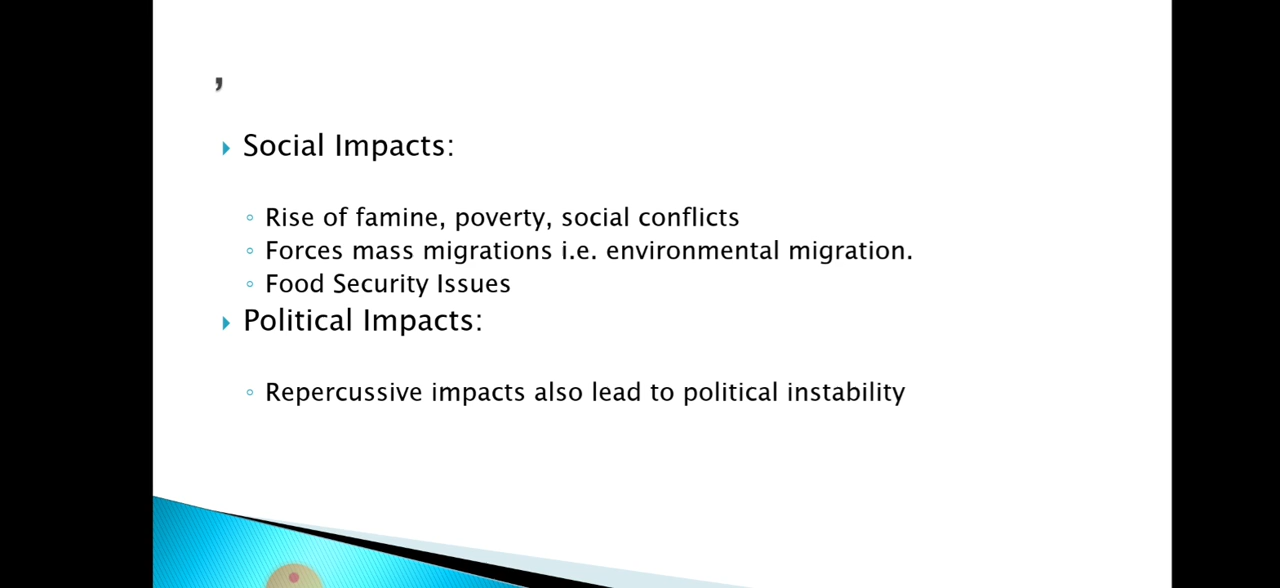 ,
Social Impacts:
Rise of famine, poverty, social conflicts
Forces mass migrations i.e. environmental migration.
Food Security Issues
Political Impacts:
Repercussive impacts also lead to political instability